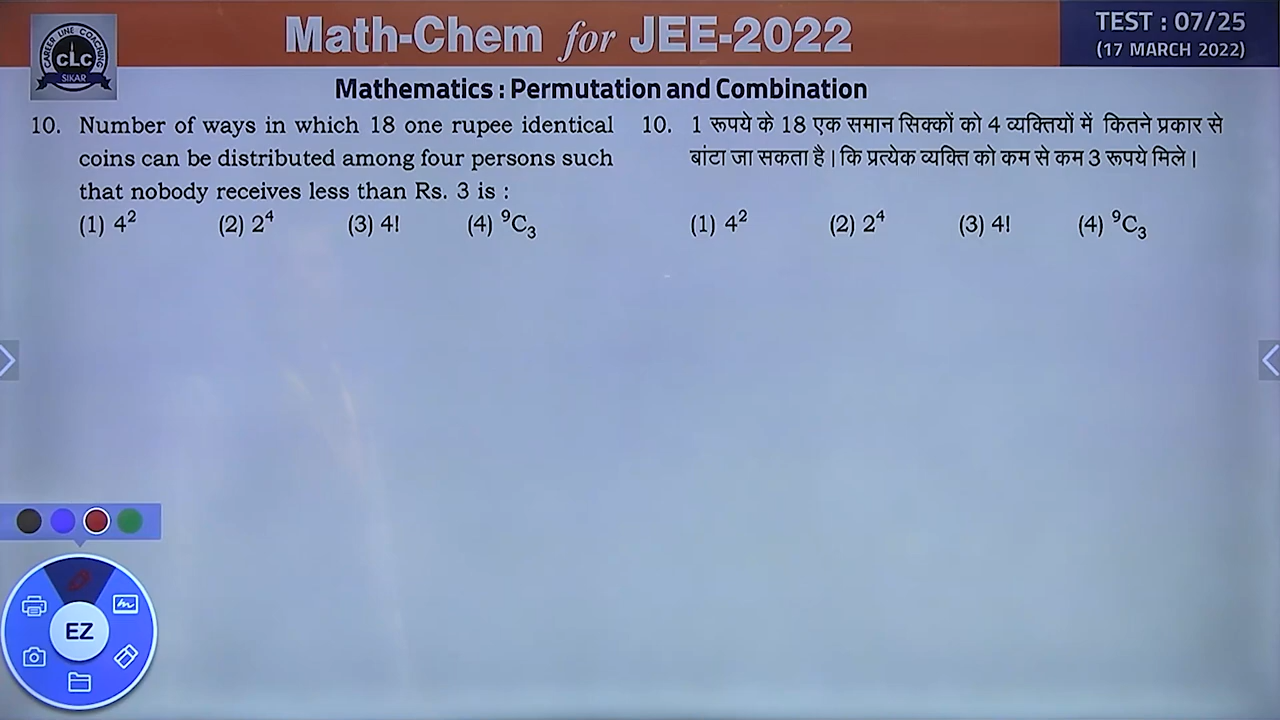 CAREER LINE COACHING
CLC
SIKAR
Math-Chem for JEE-2022
TEST : 07/25
(17 MARCH 2022)
Mathematics : Permutation and Combination
10. Number of ways in which 18 one rupee identical
coins can be distributed among four persons such
that nobody receives less than Rs. 3 is :
(1) 4² (2) 2⁴ (3) 4! (4) ⁹C₃
10. 1 रूपये के 18 एक समान सिक्कों को 4 व्यक्तियों में कितने प्रकार से
बांटा जा सकता है। कि प्रत्येक व्यक्ति को कम से कम 3 रूपये मिले।
(1) 4² (2) 2⁴ (3) 4! (4) ⁹C₃
EZ